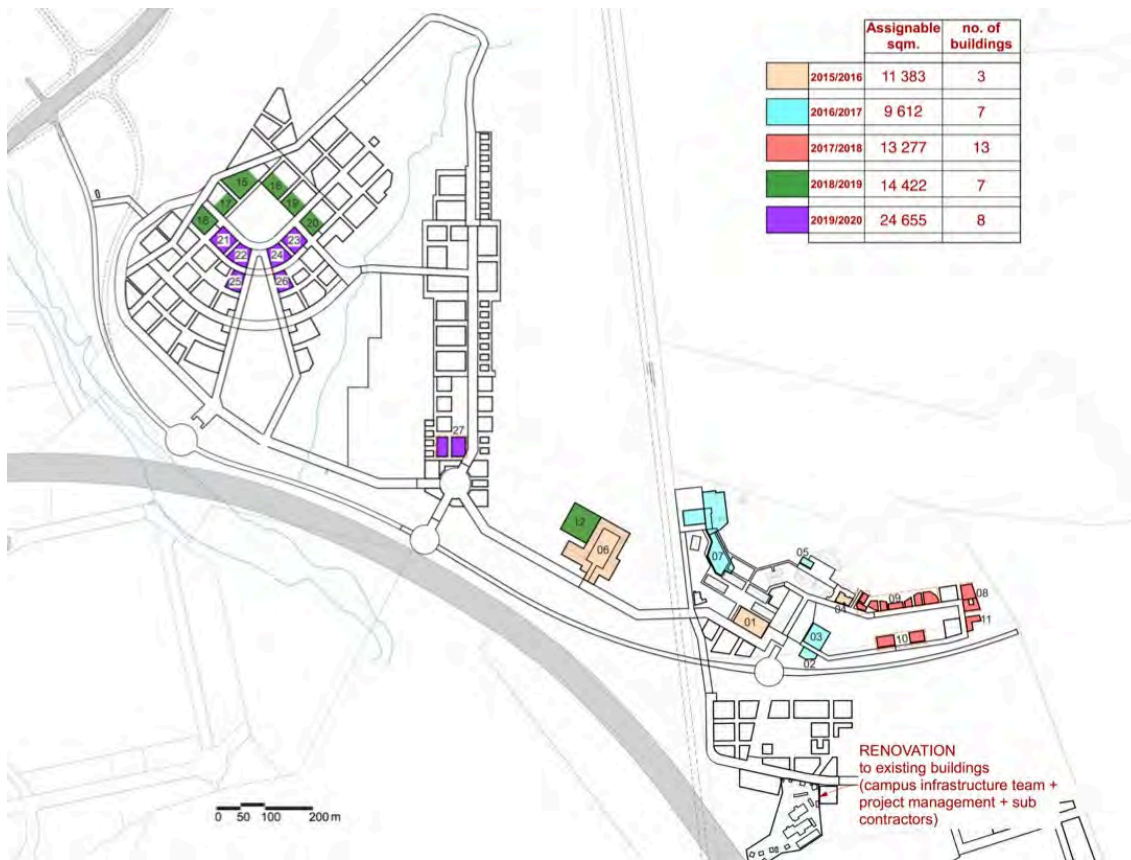 Assignable sqm.
no. of buildings
2015/2016 11 383 3
2016/2017 9 612 7
2017/2018 13 277 13
2018/2019 14 422 7
2019/2020 24 655 8
15
16
17
19
18
20
21
23
22
24
25
26
27
12
06
07
05
01
04
09
08
11
03
10
02
RENOVATION
to existing buildings
(campus infrastructure team +
project management + sub
contractors)
0 50 100 200 m